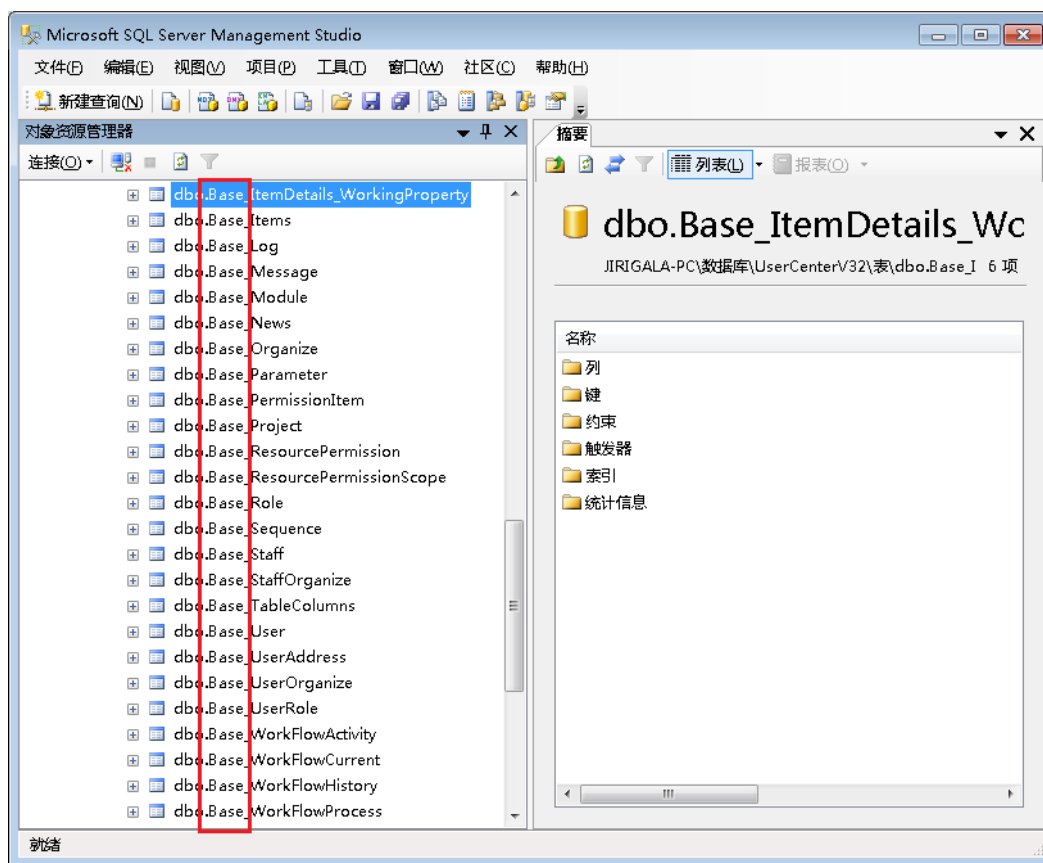 Microsoft SQL Server Management Studio
文件(F) 编辑(E) 视图(V) 项目(P) 工具(T) 窗口(W) 社区(C) 帮助(H)
新建查询(N)
对象资源管理器
连接(O)
dbo.Base_ItemDetails_WorkingProperty
dbo.Base_Items
dbo.Base_Log
dbo.Base_Message
dbo.Base_Module
dbo.Base_News
dbo.Base_Organize
dbo.Base_Parameter
dbo.Base_PermissionItem
dbo.Base_Project
dbo.Base_ResourcePermission
dbo.Base_ResourcePermissionScope
dbo.Base_Role
dbo.Base_Sequence
dbo.Base_Staff
dbo.Base_StaffOrganize
dbo.Base_TableColumns
dbo.Base_User
dbo.Base_UserAddress
dbo.Base_UserOrganize
dbo.Base_UserRole
dbo.Base_WorkFlowActivity
dbo.Base_WorkFlowCurrent
dbo.Base_WorkFlowHistory
dbo.Base_WorkFlowProcess
摘要
列表(L) 报表(O)
dbo.Base_ItemDetails_Wo
JIRIGALA-PC\数据库\UserCenterV32\表\dbo.Base_I 6 项
名称
列
键
约束
触发器
索引
统计信息
就绪